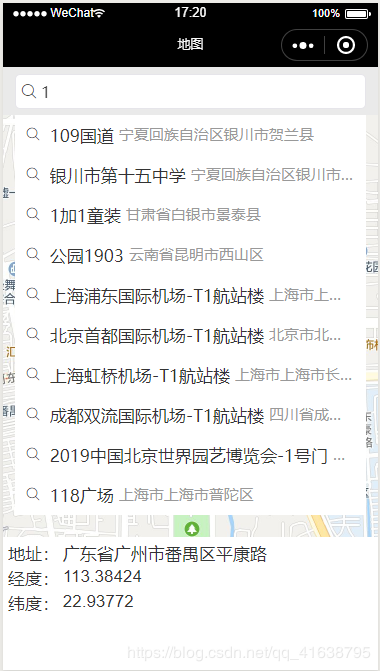 WeChat 17:20 100%
地图
1
109国道 宁夏回族自治区银川市贺兰县
银川市第十五中学 宁夏回族自治区银川市...
1加1童装 甘肃省白银市景泰县
公园1903 云南省昆明市西山区
上海浦东国际机场-T1航站楼 上海市上...
北京首都国际机场-T1航站楼 北京市北...
上海虹桥机场-T1航站楼 上海市上海市长...
成都双流国际机场-T1航站楼 四川省成...
2019中国北京世界园艺博览会-1号门 ...
118广场 上海市上海市普陀区
地址： 广东省广州市番禺区平康路
经度： 113.38424
纬度： 22.93772
https://blog.csdn.net/qq_41638795